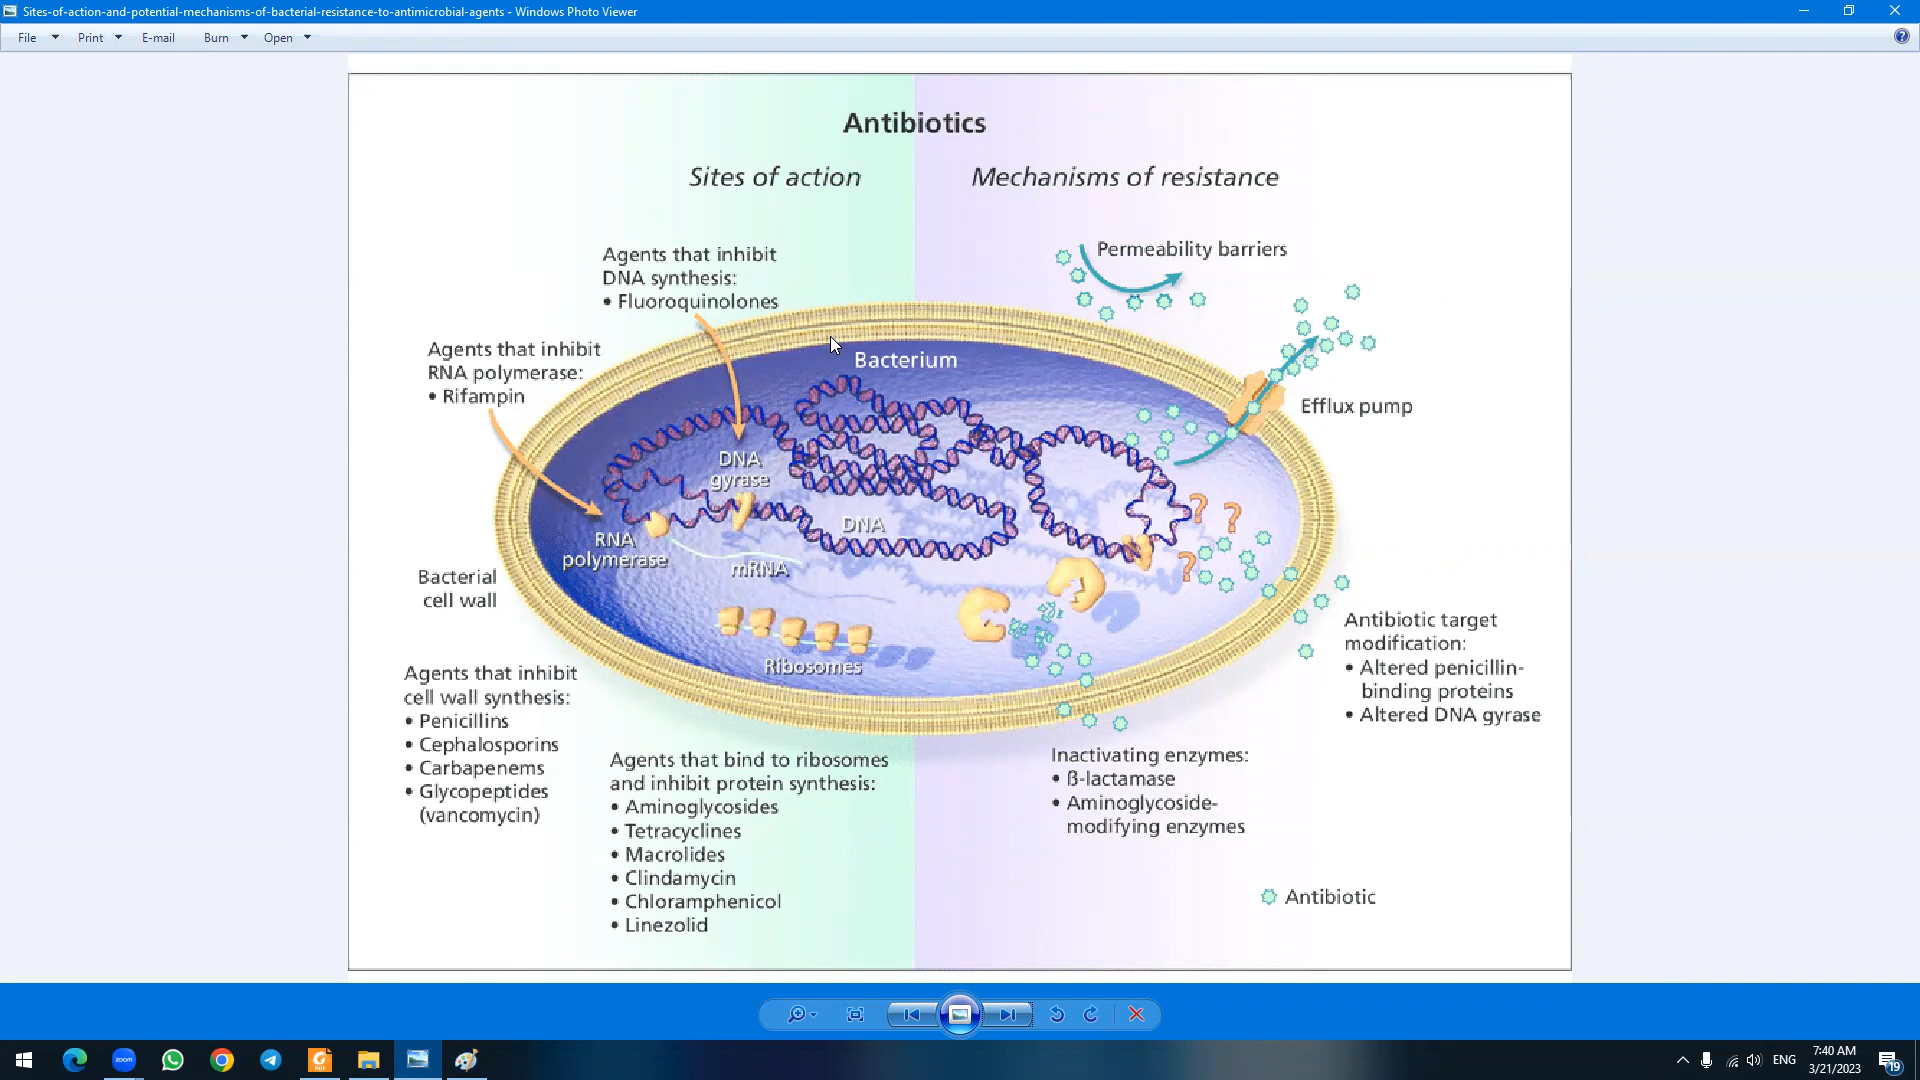 Sites-of-action-and-potential-mechanisms-of-bacterial-resistance-to-antimicrobial-agents - Windows Photo Viewer
File Print E-mail Burn Open
Antibiotics
Sites of action
Mechanisms of resistance
Agents that inhibit
DNA synthesis:
• Fluoroquinolones
Permeability barriers
Agents that inhibit
RNA polymerase:
• Rifampin
Bacterium
Efflux pump
DNA
gyrase
DNA
RNA
polymerase
mRNA
? ? ?
Bacterial
cell wall
Ribosomes
Antibiotic target
modification:
• Altered penicillin-
binding proteins
• Altered DNA gyrase
Agents that inhibit
cell wall synthesis:
• Penicillins
• Cephalosporins
• Carbapenems
• Glycopeptides
(vancomycin)
Agents that bind to ribosomes
and inhibit protein synthesis:
• Aminoglycosides
• Tetracyclines
• Macrolides
• Clindamycin
• Chloramphenicol
• Linezolid
Inactivating enzymes:
• ß-lactamase
• Aminoglycoside-
modifying enzymes
Antibiotic
zoom
PDF
ENG
7:40 AM
3/21/2023
19